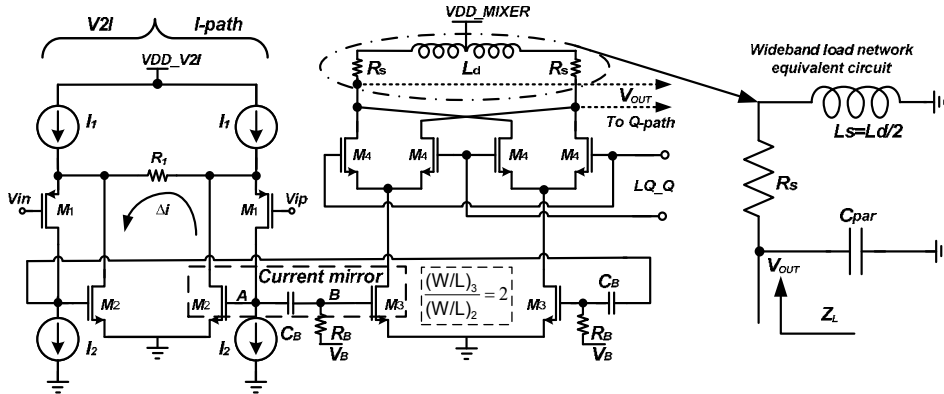 V2I I-path
VDD_V2I
I1 I1
R1
Vin M1 Δi M1 Vip
M2 M2 A
Current mirror
B
CB
RB
VB
I2 I2
VDD_MIXER
Rs Ld Rs
VOUT
To Q-path
M4 M4 M4 M4
LQ_Q
M3 (W/L)3
(W/L)2 = 2
M3 CB
RB
VB
Wideband load network
equivalent circuit
Ls=Ld/2
Rs
Cpar
VOUT
ZL